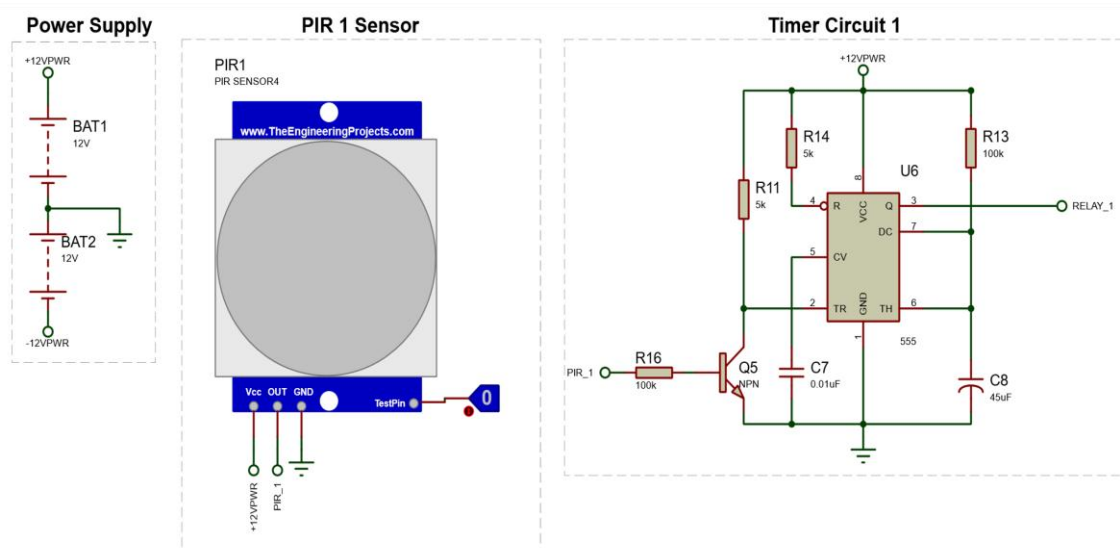 Power Supply
+12VPWR
BAT1
12V
BAT2
12V
-12VPWR
PIR 1 Sensor
PIR1
PIR SENSOR4
www.TheEngineeringProjects.com
Vcc OUT GND
TestPin
0
+12VPWR
PIR_1
Timer Circuit 1
+12VPWR
R14
5k
R13
100k
R11
5k
U6
8
VCC
4 R
Q 3
RELAY_1
DC 7
5 CV
2 TR
GND
TH 6
1
555
PIR_1
R16
100k
Q5
NPN
C7
0.01uF
C8
45uF